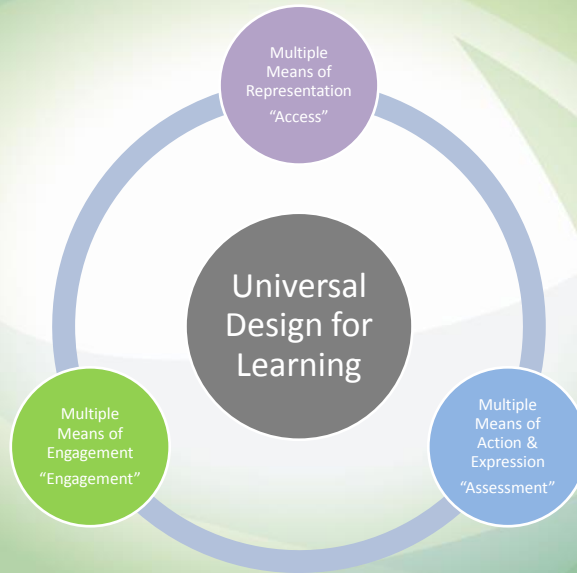 Multiple
Means of
Representation
“Access”
Universal
Design for
Learning
Multiple
Means of
Engagement
“Engagement”
Multiple
Means of
Action &
Expression
“Assessment”